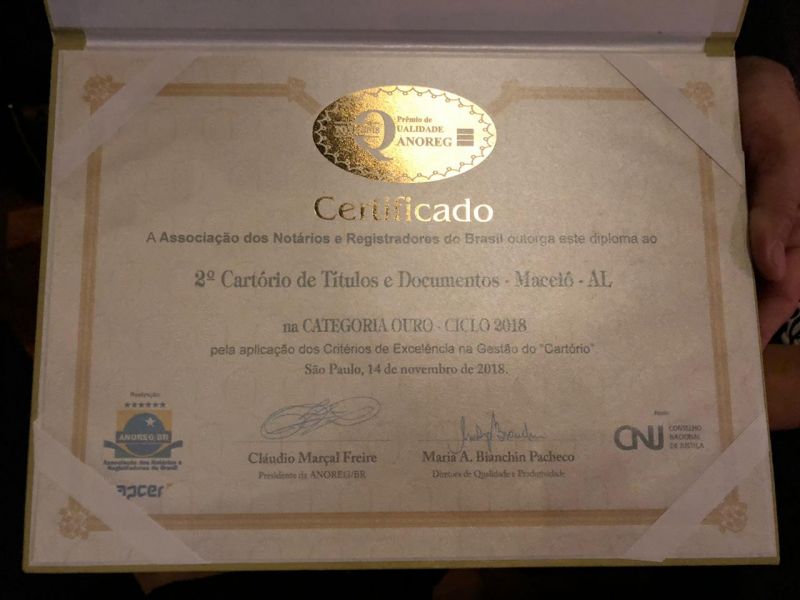 Prêmio de
QUALIDADE
ANOREG
Certificado
A Associação dos Notários e Registradores do Brasil outorga este diploma ao
2º Cartório de Títulos e Documentos - Maceió - AL
na CATEGORIA OURO - CICLO 2018
pela aplicação dos Critérios de Excelência na Gestão do "Cartório"
São Paulo, 14 de novembro de 2018.
Realização:
ANOREG/BR
Associação dos Notários e
Registradores do Brasil
apcer
Cláudio Marçal Freire
Presidente da ANOREG/BR
Maria A. Bianchin Pacheco
Diretora de Qualidade e Produtividade
Apoio:
CNJ CONSELHO
NACIONAL
DE JUSTIÇA